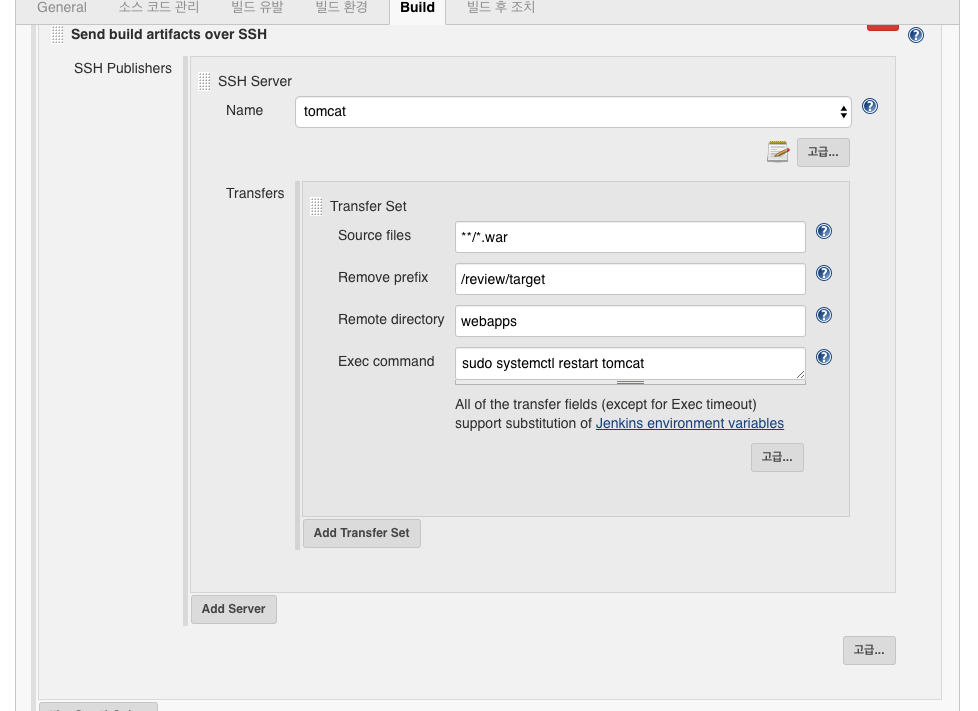 General 소스 코드 관리 빌드 유발 빌드 환경 Build 빌드 후 조치
Send build artifacts over SSH
SSH Publishers
SSH Server
Name tomcat
고급...
Transfers
Transfer Set
Source files **/*.war
Remove prefix /review/target
Remote directory webapps
Exec command sudo systemctl restart tomcat
All of the transfer fields (except for Exec timeout)
support substitution of Jenkins environment variables
고급...
Add Transfer Set
Add Server
고급...